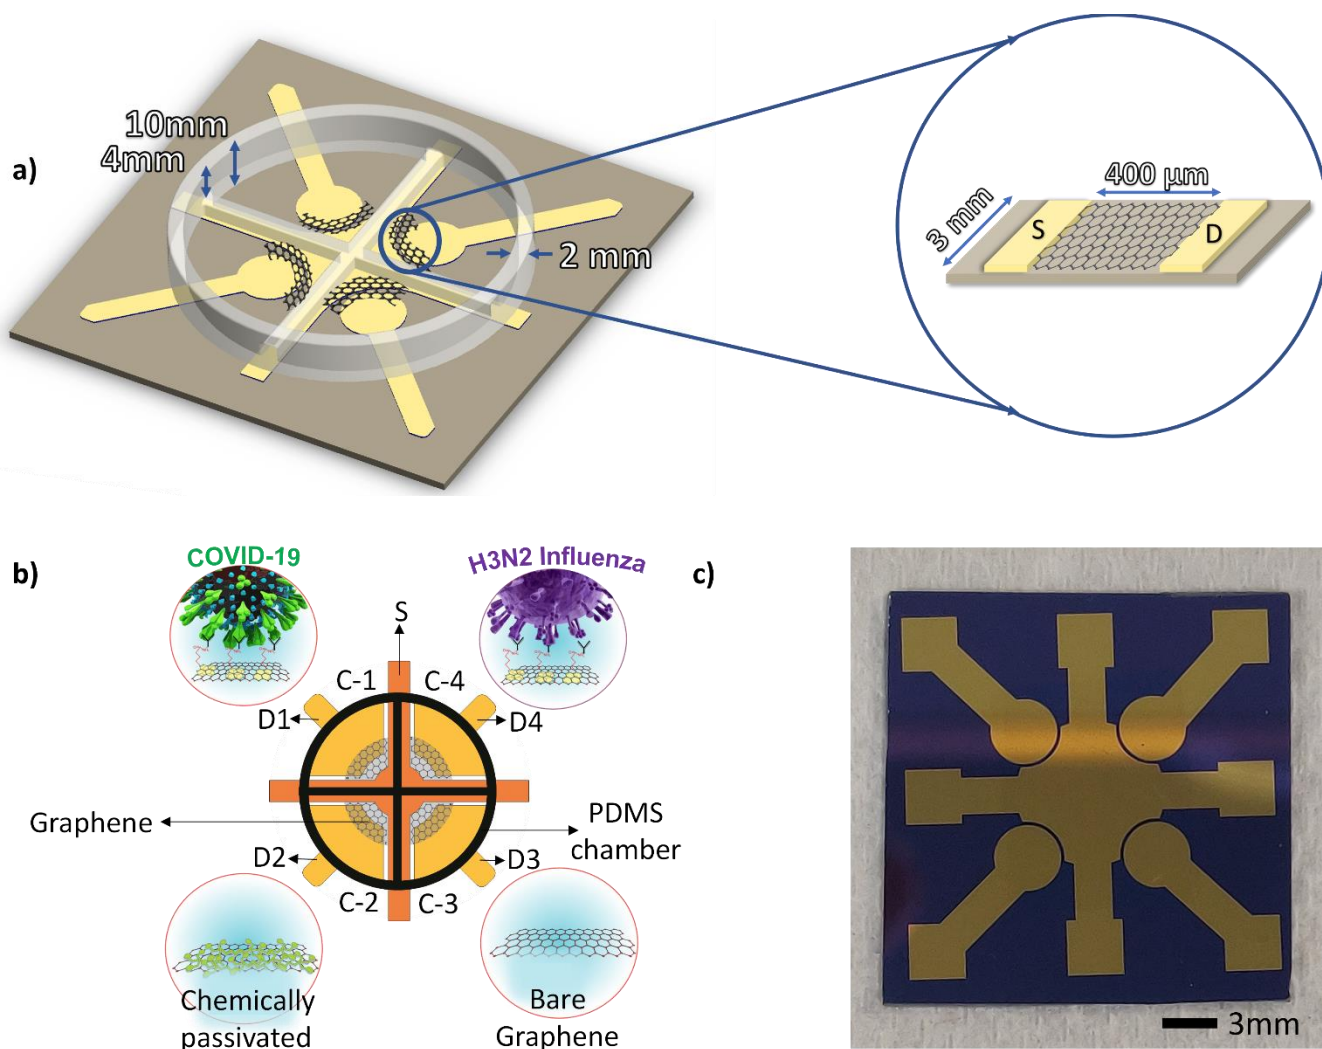 a)
10mm
4mm
2 mm
3 mm
400 µm
S
D
b)
COVID-19
H3N2 Influenza
c)
S
C-1
C-4
D1
D4
Graphene
PDMS
chamber
D2
D3
C-2
C-3
Chemically
passivated
Bare
Graphene
3mm